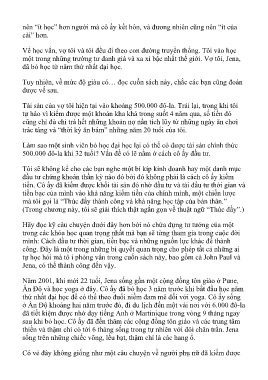 nên “ít học” hơn người mà cô ấy kết hôn, và đương nhiên cũng nên “ít của
cải” hơn.
Về học vấn, vợ tôi và tôi đều đi theo con đường truyền thống. Tôi vào học
một trong những trường tư danh giá và xa xỉ bậc nhất thế giới. Vợ tôi, Jena,
đã bỏ học từ năm thứ nhất đại học.
Tuy nhiên, về mức độ giàu có… đọc cuốn sách này, chắc các bạn cũng đoán
được về sau.
Tài sản của vợ tôi hiện tại vào khoảng 500.000 đô-la. Trái lại, trong khi tôi
tự hào vì kiếm được một khoản kha khá trong suốt 4 năm qua, số tiền đó
cũng chỉ đủ chi trả hết những khoản nợ nần tích lũy từ những ngày ăn chơi
trác táng và “thời kỳ ăn bám” những năm 20 tuổi của tôi.
Làm sao một sinh viên bỏ học đại học lại có thể có được tài sản chính thức
500.000 đô-la khi 32 tuổi? Vấn đề có lẽ nằm ở cách cô ấy đầu tư.
Tôi sẽ không kể cho các bạn nghe một bí kíp kinh doanh hay một danh mục
đầu tư chứng khoán thần kỳ nào đó bởi đó không phải là cách cô ấy kiếm
tiền. Cô ấy đã kiếm được khối tài sản đó nhờ đầu tư và tái đầu tư thời gian và
tiền bạc của mình vào khả năng kiếm tiền của chính mình, một chiến lược
mà tôi gọi là “Thúc đẩy thành công và khả năng học tập của bản thân.”
(Trong chương này, tôi sẽ giải thích thật ngắn gọn về thuật ngữ “Thúc đẩy”.)
Hãy đọc kỹ câu chuyện dưới đây hơn bởi nó chứa đựng tư tưởng của một
trong các khóa học quan trọng nhất mà bạn sẽ từng tham gia trong cuộc đời
mình: Cách đầu tư thời gian, tiền bạc và những nguồn lực khác để thành
công. Đây là một trong những bí quyết quan trọng cho phép tất cả những ai
tự học hỏi mà tôi phỏng vấn trong cuốn sách này, bao gồm cả John Paul và
Jena, có thể thành công đến vậy.
Năm 2001, khi mới 22 tuổi, Jena sống gần một cộng đồng tôn giáo ở Pune,
Ấn Độ và học yoga ở đây. Cô ấy đã bỏ học 3 năm trước khi bắt đầu học năm
thứ nhất đại học để có thể theo đuổi niềm đam mê đối với yoga. Cô ấy sống
ở Ấn Độ khoảng hai năm trước đó, đi du lịch đến một vài nơi với 6.000 đô-la
đã tiết kiệm được nhờ dạy tiếng Anh ở Martinique trong vòng 9 tháng ngay
sau khi bỏ học. Cô ấy đã đến thăm các cộng đồng tôn giáo và các trung tâm
thiền và thậm chí có tới 6 tháng sống trong tự nhiên với đôi chân trần. Jena
sống trên những chiếc võng, lều bạt, thậm chí là các hang ổ.
Có vẻ đây không giống như một câu chuyện về người phụ nữ đã kiếm được